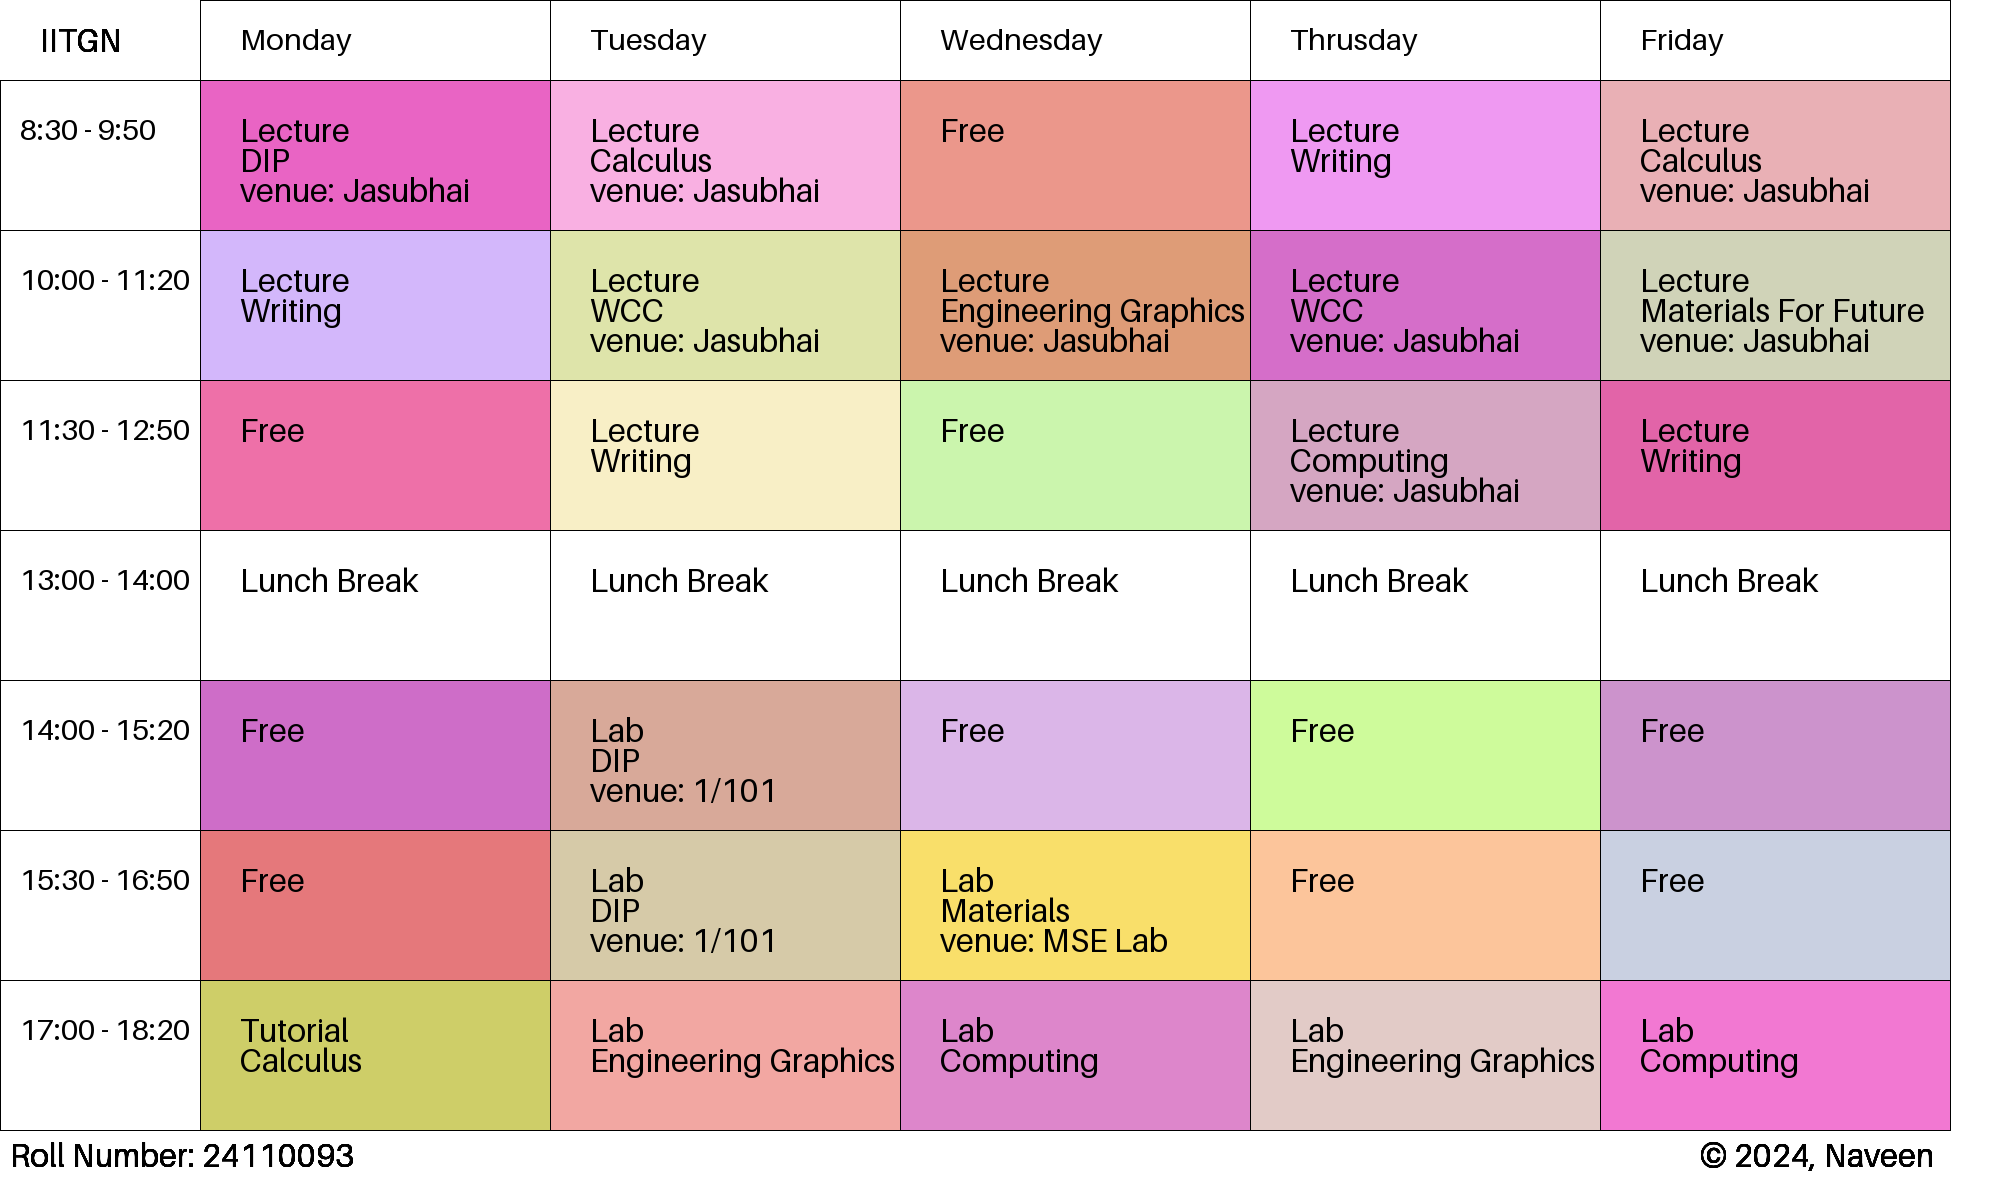 IITGN Monday Tuesday Wednesday Thrusday Friday
8:30 - 9:50
Lecture
DIP
venue: Jasubhai
Lecture
Calculus
venue: Jasubhai
Free
Lecture
Writing
Lecture
Calculus
venue: Jasubhai
10:00 - 11:20
Lecture
Writing
Lecture
WCC
venue: Jasubhai
Lecture
Engineering Graphics
venue: Jasubhai
Lecture
WCC
venue: Jasubhai
Lecture
Materials For Future
venue: Jasubhai
11:30 - 12:50
Free
Lecture
Writing
Free
Lecture
Computing
venue: Jasubhai
Lecture
Writing
13:00 - 14:00
Lunch Break
Lunch Break
Lunch Break
Lunch Break
Lunch Break
14:00 - 15:20
Free
Lab
DIP
venue: 1/101
Free
Free
Free
15:30 - 16:50
Free
Lab
DIP
venue: 1/101
Lab
Materials
venue: MSE Lab
Free
Free
17:00 - 18:20
Tutorial
Calculus
Lab
Engineering Graphics
Lab
Computing
Lab
Engineering Graphics
Lab
Computing
Roll Number: 24110093
© 2024, Naveen